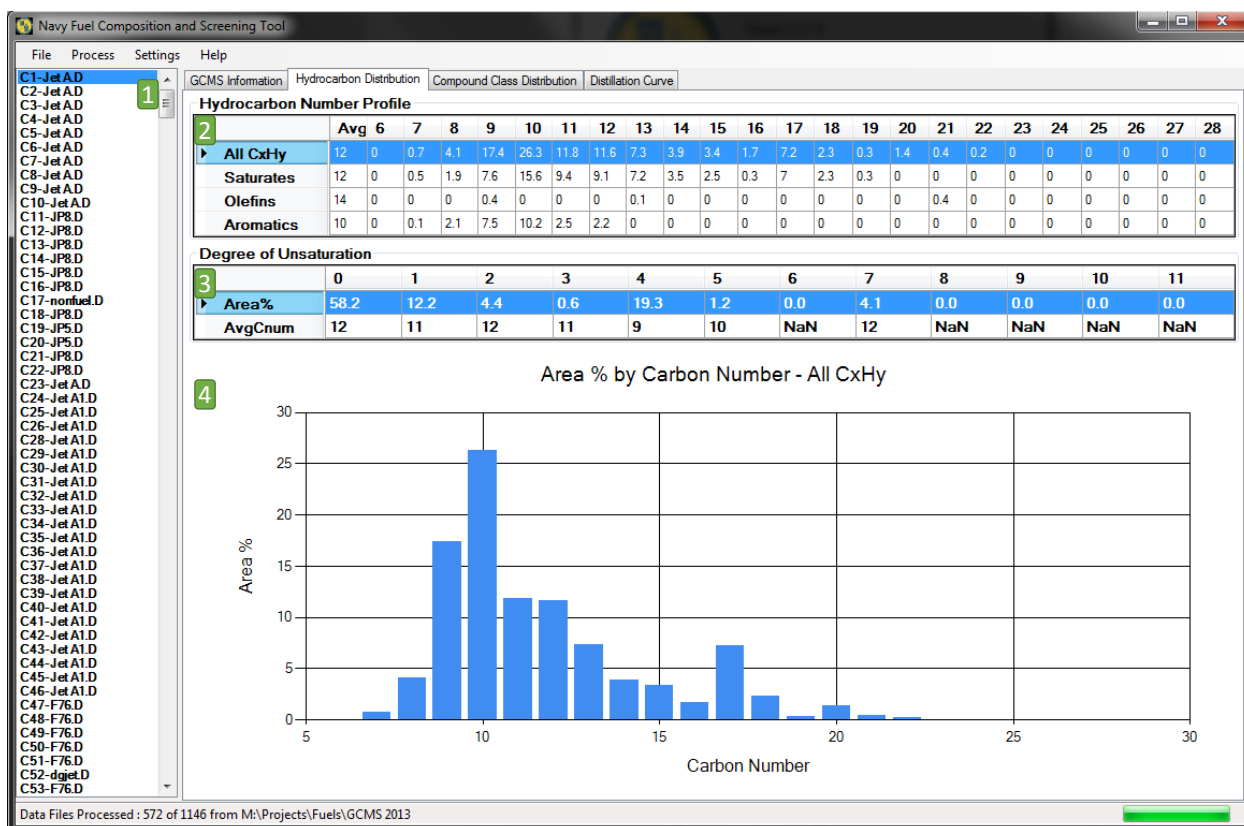 Navy Fuel Composition and Screening Tool
File Process Settings Help
C1-Jet A.D
C2-Jet A.D
C3-Jet A.D
C4-Jet A.D
C5-Jet A.D
C6-Jet A.D
C7-Jet A.D
C8-Jet A.D
C9-Jet A.D
C10-Jet A.D
C11-JP8.D
C12-JP8.D
C13-JP8.D
C14-JP8.D
C15-JP8.D
C16-JP8.D
C17-nonfuel.D
C18-JP8.D
C19-JP5.D
C20-JP5.D
C21-JP8.D
C22-JP8.D
C23-Jet A.D
C24-Jet A1.D
C25-Jet A1.D
C26-Jet A1.D
C28-Jet A1.D
C29-Jet A1.D
C30-Jet A1.D
C31-Jet A1.D
C32-Jet A1.D
C33-Jet A1.D
C34-Jet A1.D
C35-Jet A1.D
C36-Jet A1.D
C37-Jet A1.D
C38-Jet A1.D
C39-Jet A1.D
C40-Jet A1.D
C41-Jet A1.D
C42-Jet A1.D
C43-Jet A1.D
C44-Jet A1.D
C45-Jet A1.D
C46-Jet A1.D
C47-F76.D
C48-F76.D
C49-F76.D
C50-F76.D
C51-F76.D
C52-dgjet.D
C53-F76.D
1
GCMS Information Hydrocarbon Distribution Compound Class Distribution Distillation Curve
Hydrocarbon Number Profile
2 Avg 6 7 8 9 10 11 12 13 14 15 16 17 18 19 20 21 22 23 24 25 26 27 28
All CxHy 12 0 0.7 4.1 17.4 26.3 11.8 11.6 7.3 3.9 3.4 1.7 7.2 2.3 0.3 1.4 0.4 0.2 0 0 0 0 0 0
Saturates 12 0 0.5 1.9 7.6 15.6 9.4 9.1 7.2 3.5 2.5 0.3 7 2.3 0.3 0 0 0 0 0 0 0 0 0
Olefins 14 0 0 0 0.4 0 0 0 0.1 0 0 0 0 0 0 0 0.4 0 0 0 0 0 0 0
Aromatics 10 0 0.1 2.1 7.5 10.2 2.5 2.2 0 0 0 0 0 0 0 0 0 0 0 0 0 0 0 0
Degree of Unsaturation
3 0 1 2 3 4 5 6 7 8 9 10 11
Area% 58.2 12.2 4.4 0.6 19.3 1.2 0.0 4.1 0.0 0.0 0.0 0.0
AvgCnum 12 11 12 11 9 10 NaN 12 NaN NaN NaN NaN
4
Area % by Carbon Number - All CxHy
30
25
20
15
10
5
0
Area %
5 10 15 20 25 30
Carbon Number
Data Files Processed : 572 of 1146 from M:\Projects\Fuels\GCMS 2013